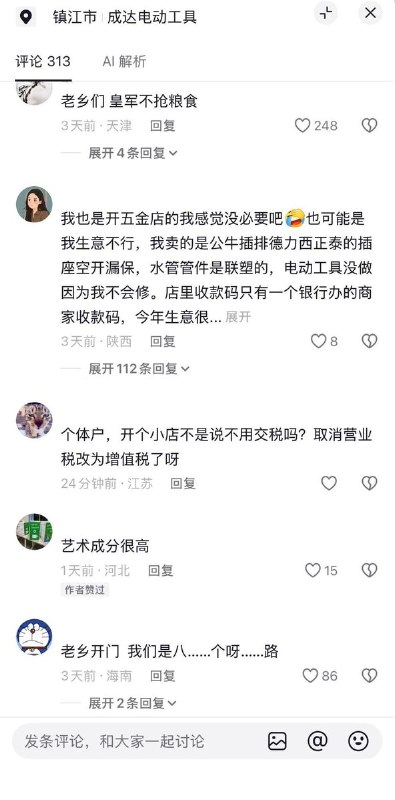 镇江市 | 成达电动工具
评论 313 AI 解析
老乡们 皇军不抢粮食
3天前 · 天津 回复 248
展开 4 条回复
我也是开五金店的我感觉没必要吧🤣也可能是
我生意不行，我卖的是公牛插排德力西正泰的插
座空开漏保，水管管件是联塑的，电动工具没做
因为我不会修。店里收款码只有一个银行办的商
家收款码，今年生意很... 展开
3天前 · 陕西 回复 8
展开 112 条回复
个体户，开个小店不是说不用交税吗？取消营业
税改为增值税了呀
24分钟前 · 江苏 回复
艺术成分很高
1天前 · 河北 回复 15
作者赞过
老乡开门 我们是八......个呀......路
3天前 · 海南 回复 86
展开 2 条回复
发条评论，和大家一起讨论 @